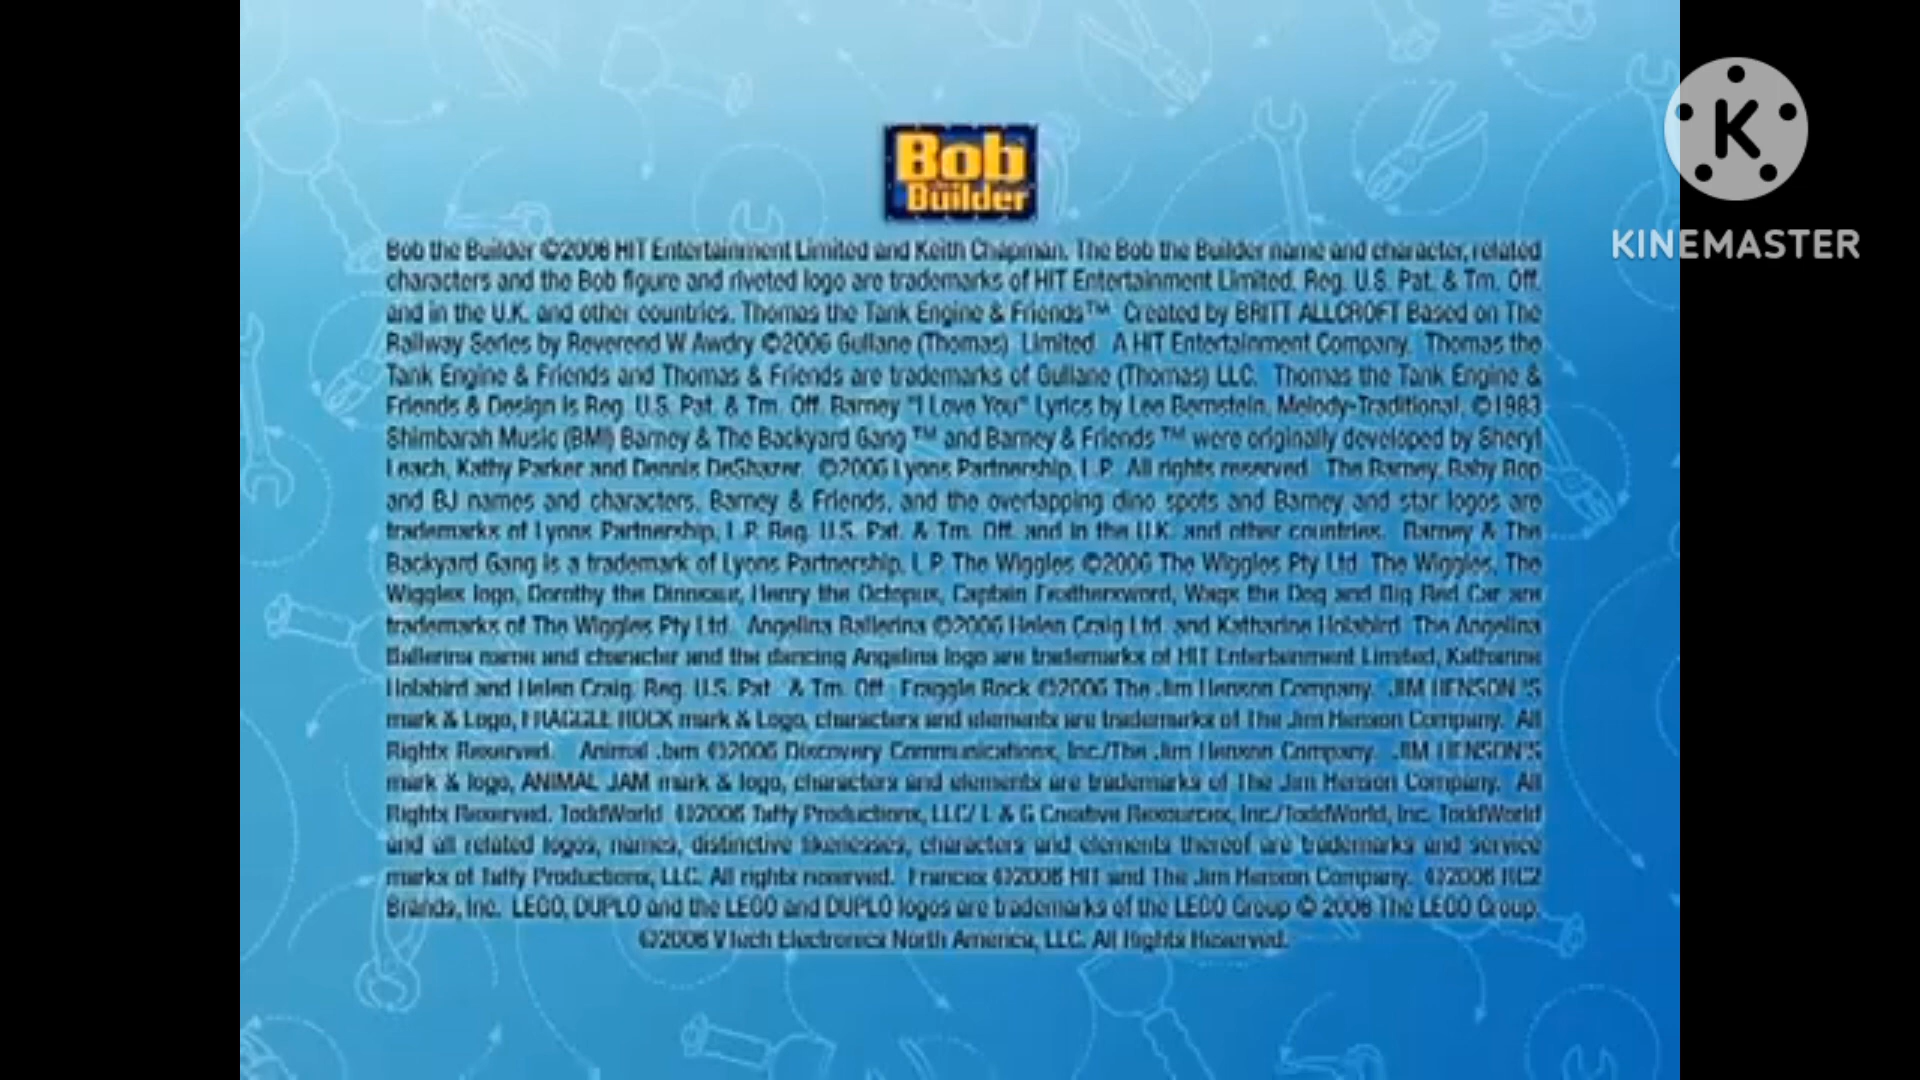 Bob
the
Builder
KINEMASTER
Bob the Builder ©2006 HIT Entertainment Limited and Keith Chapman. The Bob the Builder name and character, related
characters and the Bob figure and riveted logo are trademarks of HIT Entertainment Limited. Reg. U.S. Pat. & Tm. Off.
and in the U.K. and other countries. Thomas the Tank Engine & Friends™ Created by BRITT ALLCROFT Based on The
Railway Series by Reverend W Awdry ©2006 Gullane (Thomas) Limited. A HIT Entertainment Company. Thomas the
Tank Engine & Friends and Thomas & Friends are trademarks of Gullane (Thomas) LLC. Thomas the Tank Engine &
Friends & Design is Reg. U.S. Pat. & Tm. Off. Barney "I Love You" Lyrics by Lee Bernstein. Melody-Traditional. ©1983
Shimbarah Music (BMI) Barney & The Backyard Gang ™ and Barney & Friends ™ were originally developed by Sheryl
Leach, Kathy Parker and Dennis DeShazer. ©2006 Lyons Partnership, L.P. All rights reserved. The Barney, Baby Bop
and BJ names and characters, Barney & Friends, and the overlapping dino spots and Barney and star logos are
trademarks of Lyons Partnership, L.P. Reg. U.S. Pat. & Tm. Off. and in the U.K. and other countries. Barney & The
Backyard Gang is a trademark of Lyons Partnership, L.P. The Wiggles ©2006 The Wiggles Pty Ltd. The Wiggles, The
Wiggles logo, Dorothy the Dinosaur, Henry the Octopus, Captain Feathersword, Wags the Dog and Big Red Car are
trademarks of The Wiggles Pty Ltd. Angelina Ballerina ©2006 Helen Craig Ltd. and Katharine Holabird. The Angelina
Ballerina name and character and the dancing Angelina logo are trademarks of HIT Entertainment Limited, Katharine
Holabird and Helen Craig. Reg. U.S. Pat. & Tm. Off. Fraggle Rock ©2006 The Jim Henson Company. JIM HENSON 'S
mark & Logo, FRAGGLE ROCK mark & Logo, characters and elements are trademarks of The Jim Henson Company. All
Rights Reserved. Animal Jam ©2006 Discovery Communications, Inc./The Jim Henson Company. JIM HENSON'S
mark & logo, ANIMAL JAM mark & logo, characters and elements are trademarks of The Jim Henson Company. All
Rights Reserved. ToddWorld ©2006 Taffy Productions, LLC/ L & G Creative Resources, Inc./ToddWorld, Inc. ToddWorld
and all related logos, names, distinctive likenesses, characters and elements thereof are trademarks and service
marks of Taffy Productions, LLC. All rights reserved. Frances ©2006 HIT and The Jim Henson Company. ©2006 RC2
Brands, Inc. LEGO, DUPLO and the LEGO and DUPLO logos are trademarks of the LEGO Group © 2006 The LEGO Group.
©2006 VTech Electronics North America, LLC. All Rights Reserved.